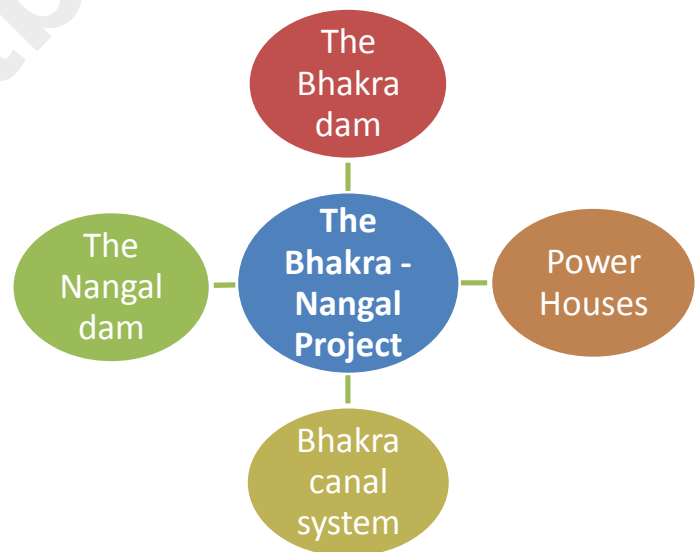 The
Bhakra
dam
The
Nangal
dam
The
Bhakra -
Nangal
Project
Power
Houses
Bhakra
canal
system